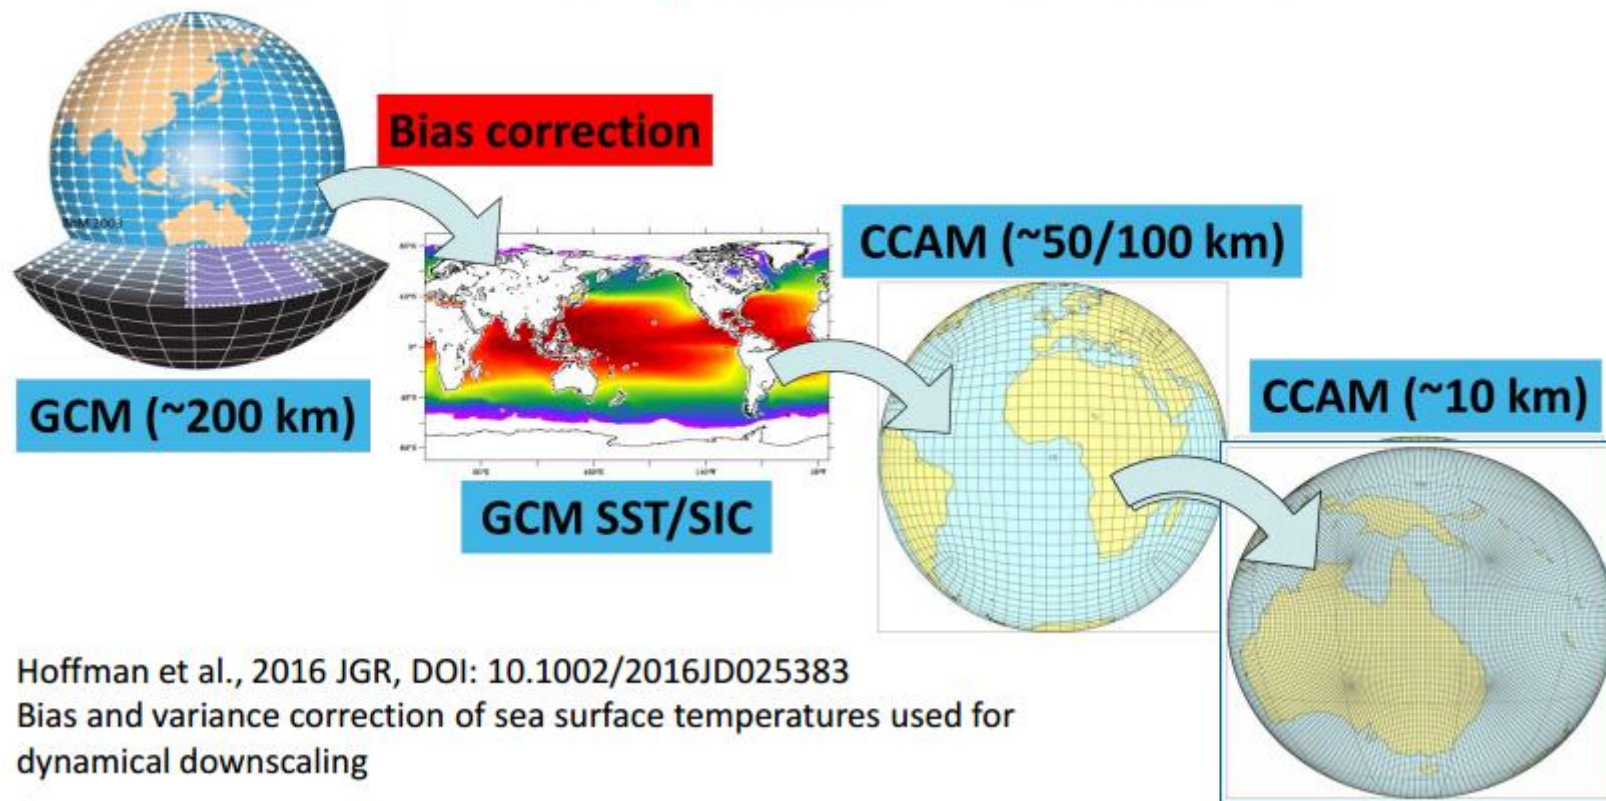 Bias correction
CCAM (~50/100 km)
CCAM (~10 km)
GCM (~200 km)
GCM SST/SIC
Hoffman et al., 2016 JGR, DOI: 10.1002/2016JD025383
Bias and variance correction of sea surface temperatures used for
dynamical downscaling